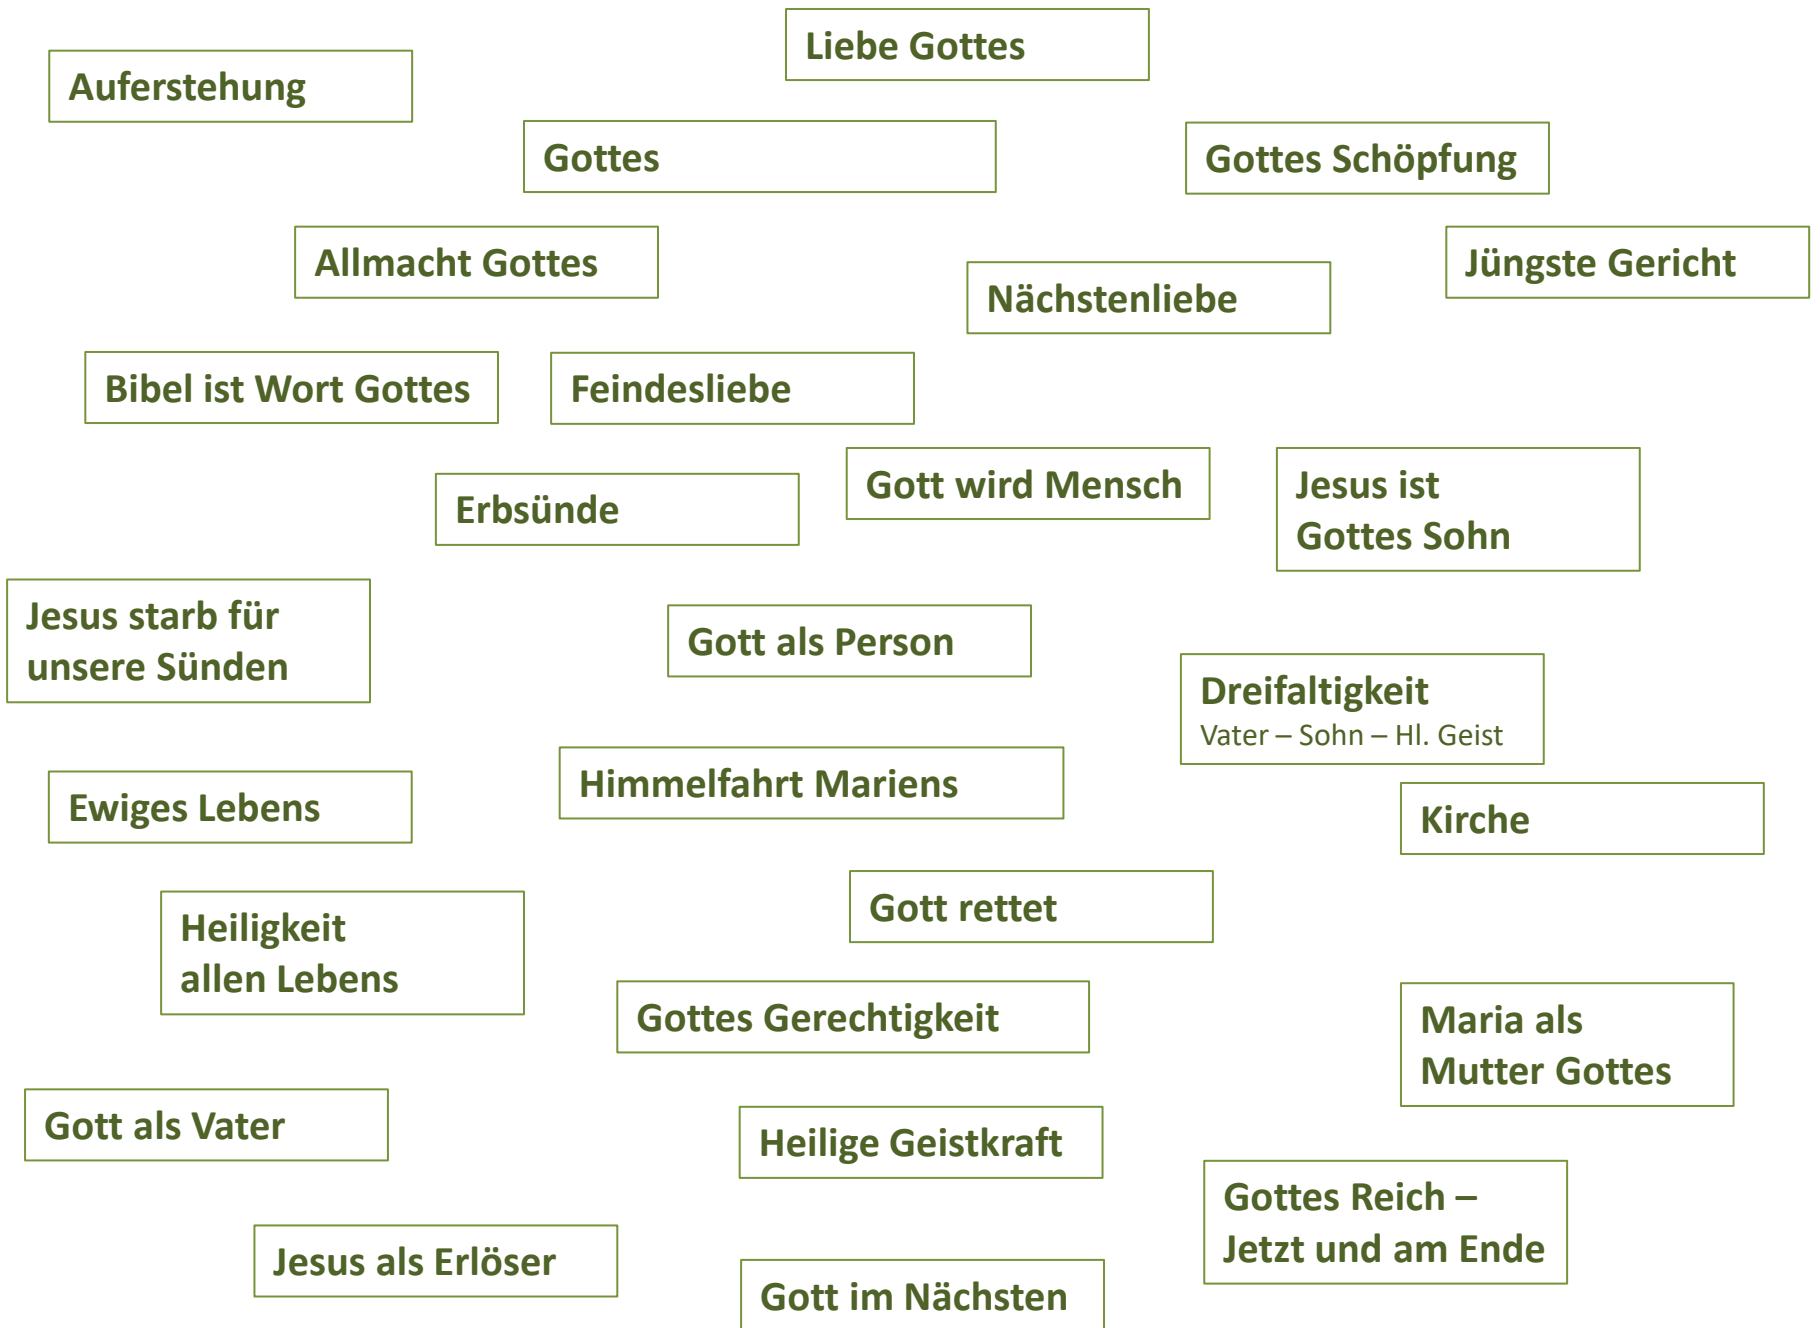 Liebe Gottes
Auferstehung
Gottes
Gottes Schöpfung
Allmacht Gottes
Nächstenliebe
Jüngste Gericht
Bibel ist Wort Gottes
Feindesliebe
Erbsünde
Gott wird Mensch
Jesus ist
Gottes Sohn
Jesus starb für
unsere Sünden
Gott als Person
Dreifaltigkeit
Vater – Sohn – Hl. Geist
Himmelfahrt Mariens
Ewiges Lebens
Kirche
Gott rettet
Heiligkeit
allen Lebens
Gottes Gerechtigkeit
Maria als
Mutter Gottes
Gott als Vater
Heilige Geistkraft
Gottes Reich –
Jetzt und am Ende
Jesus als Erlöser
Gott im Nächsten